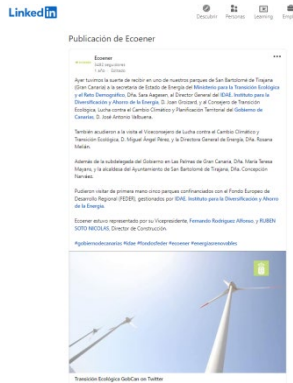 LinkedIn
Descubrir Personas Learning
Publicación de Ecoener
Ecoener
seguidores
1 año · Editado
Ayer tuvimos la suerte de recibir en uno de nuestros parques de San Bartolomé de Tirajana
(Gran Canaria) a la secretaria de Estado de Energía del Ministerio para la Transición Ecológica
y el Reto Demográfico, Dña. Sara Aagesen, al Director General del IDAE, Instituto para la
Diversificación y Ahorro de la Energía, D. Joan Groizard, y al Consejero de Transición
Ecológica, Lucha contra el Cambio Climático y Planificación Territorial del Gobierno de
Canarias, D. José Antonio Valbuena.
También acudieron a la visita el Viceconsejero de Lucha contra el Cambio Climático y
Transición Ecológica, D. Miguel Ángel Pérez, y la Directora General de Energía, Dña. Rosana
Melián.
Además de la subdelegada del Gobierno en Las Palmas de Gran Canaria, Dña. María Teresa
Mayans, y la alcaldesa del Ayuntamiento de San Bartolomé de Tirajana, Dña. Concepción
Narváez.
Pudieron visitar de primera mano cinco parques confinanciados con el Fondo Europeo de
Desarrollo Regional (FEDER), gestionados por IDAE, Instituto para la Diversificación y Ahorro
de la Energía.
Ecoener estuvo representado por su Vicepresidente, Fernando Rodríguez Alfonso, y RUBEN
SOTO NICOLAS, Director de Construcción.
#gobiernodecanarias #idae #fondosfeder #ecoener #energiasrenovables
Transición Ecológica GobCan on Twitter